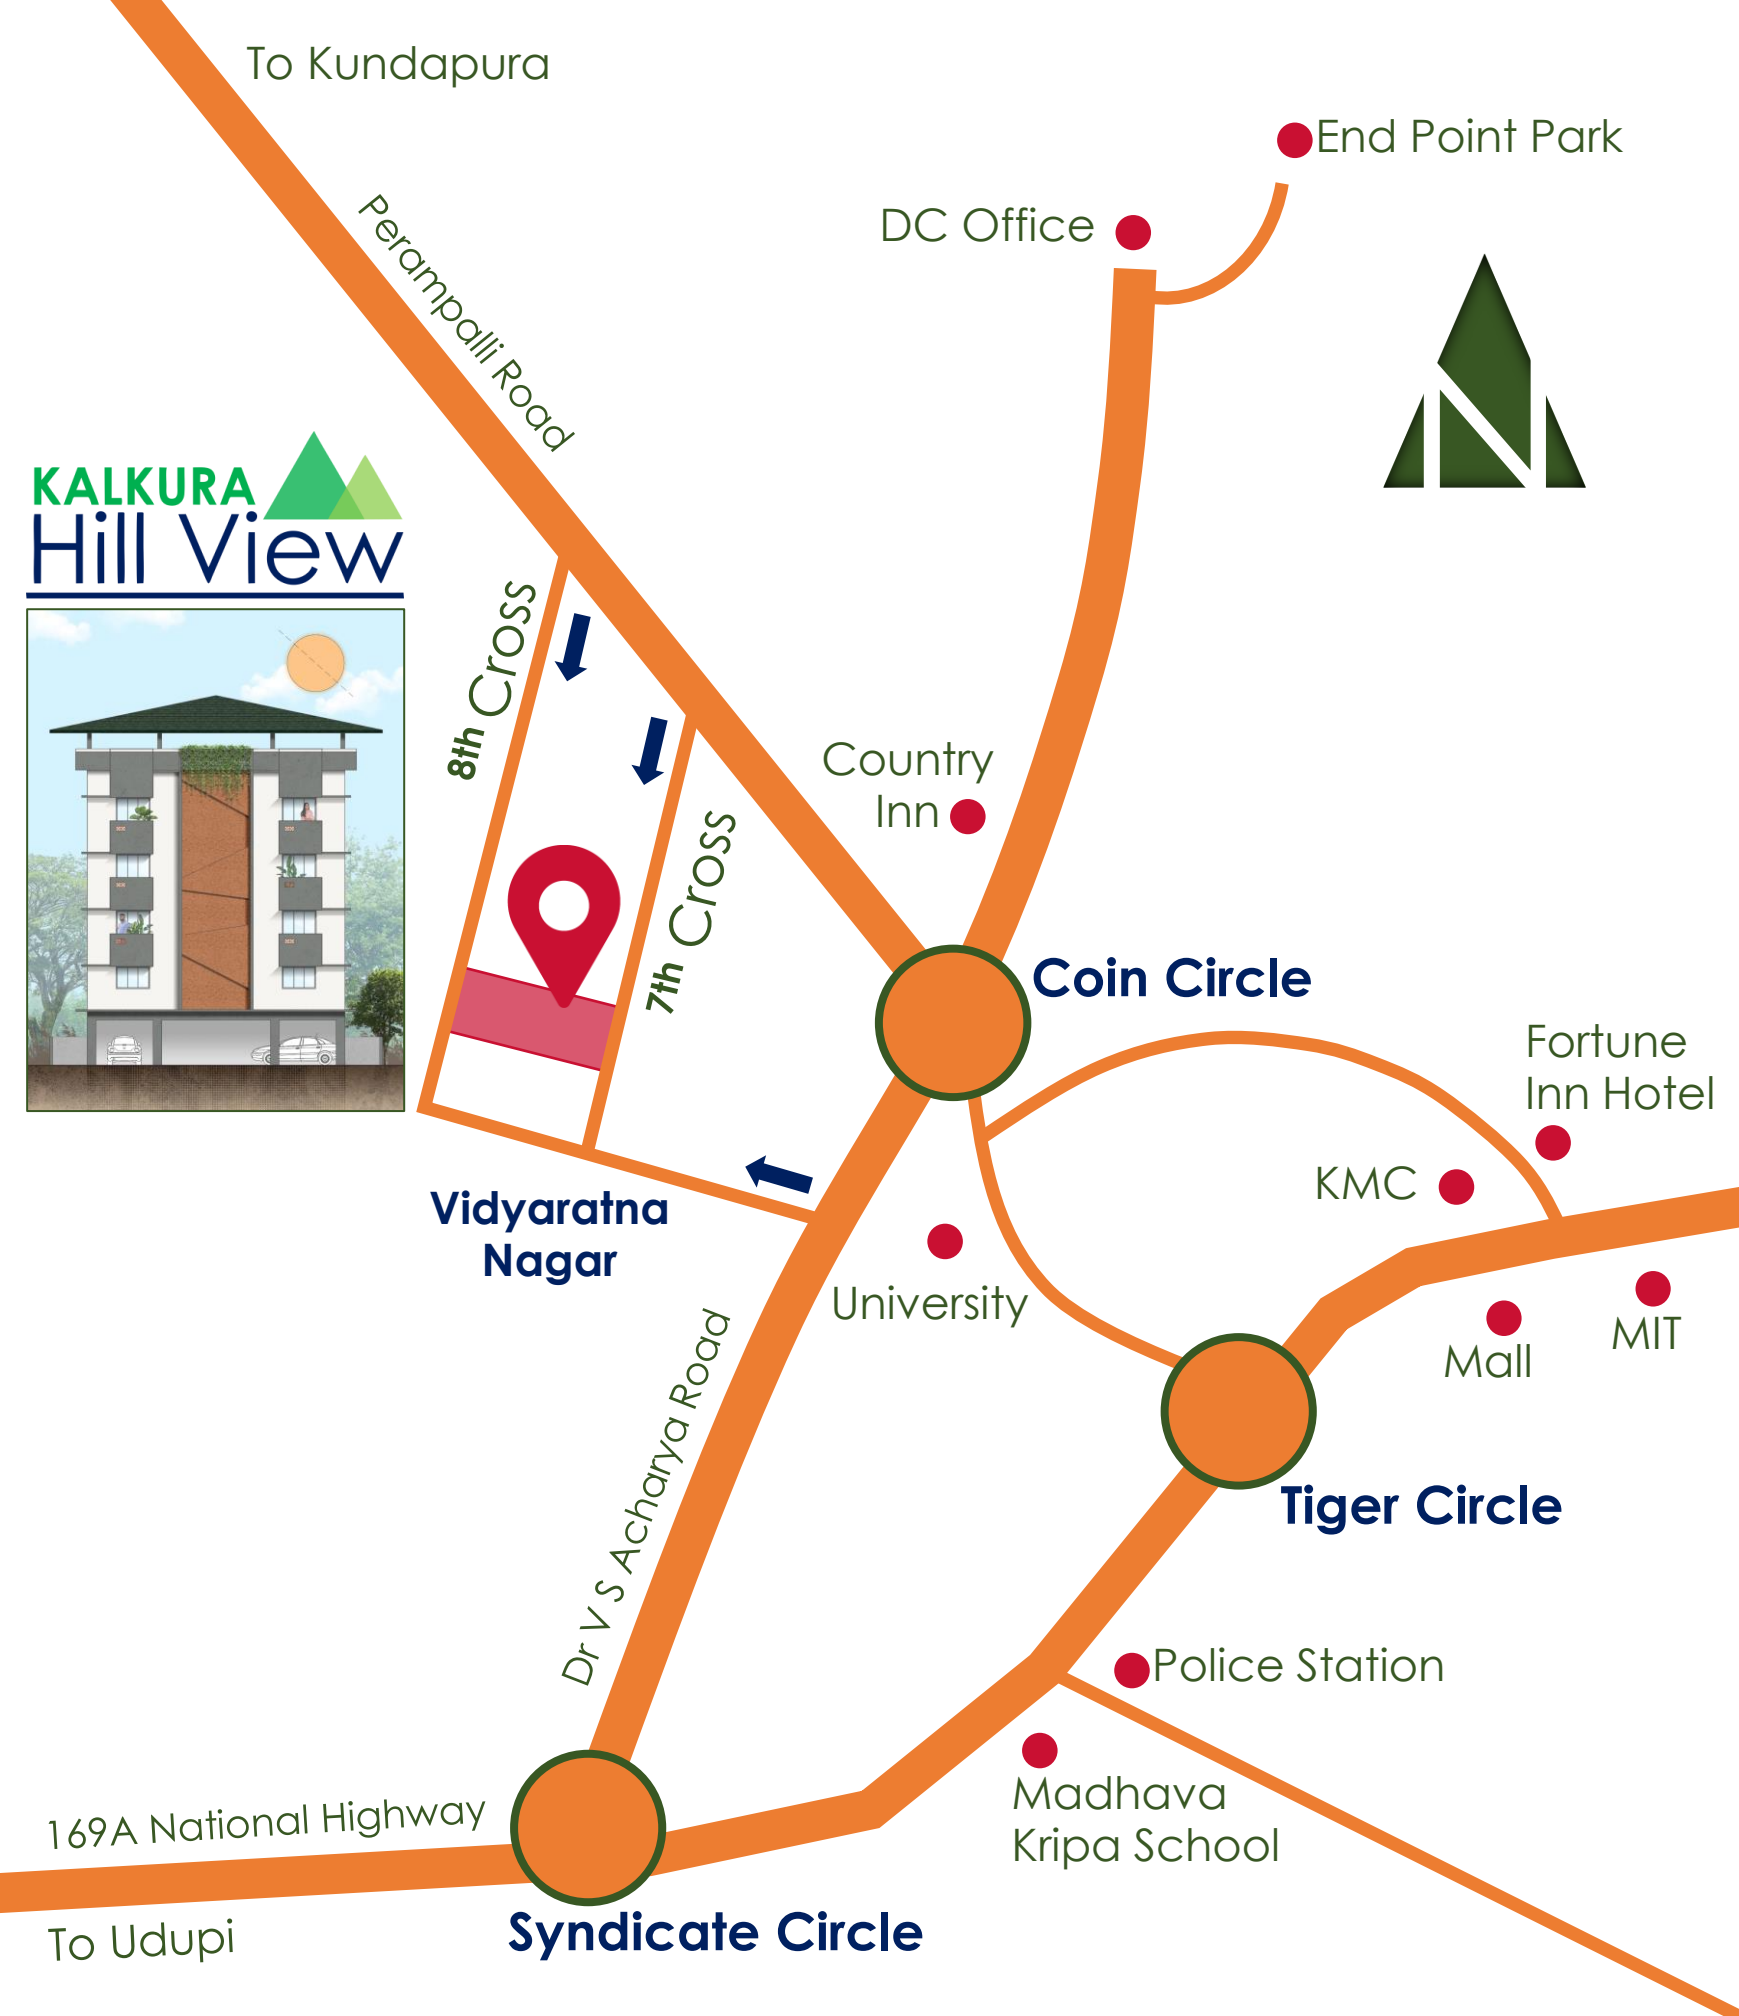 To Kundapura
End Point Park
DC Office
Perampalli Road
N
KALKURA
Hill View
8th Cross
7th Cross
Country
Inn
Coin Circle
Fortune
Inn Hotel
KMC
Vidyaratna
Nagar
University
MIT
Mall
Dr V S Acharya Road
Tiger Circle
Police Station
Madhava
Kripa School
169A National Highway
To Udupi
Syndicate Circle